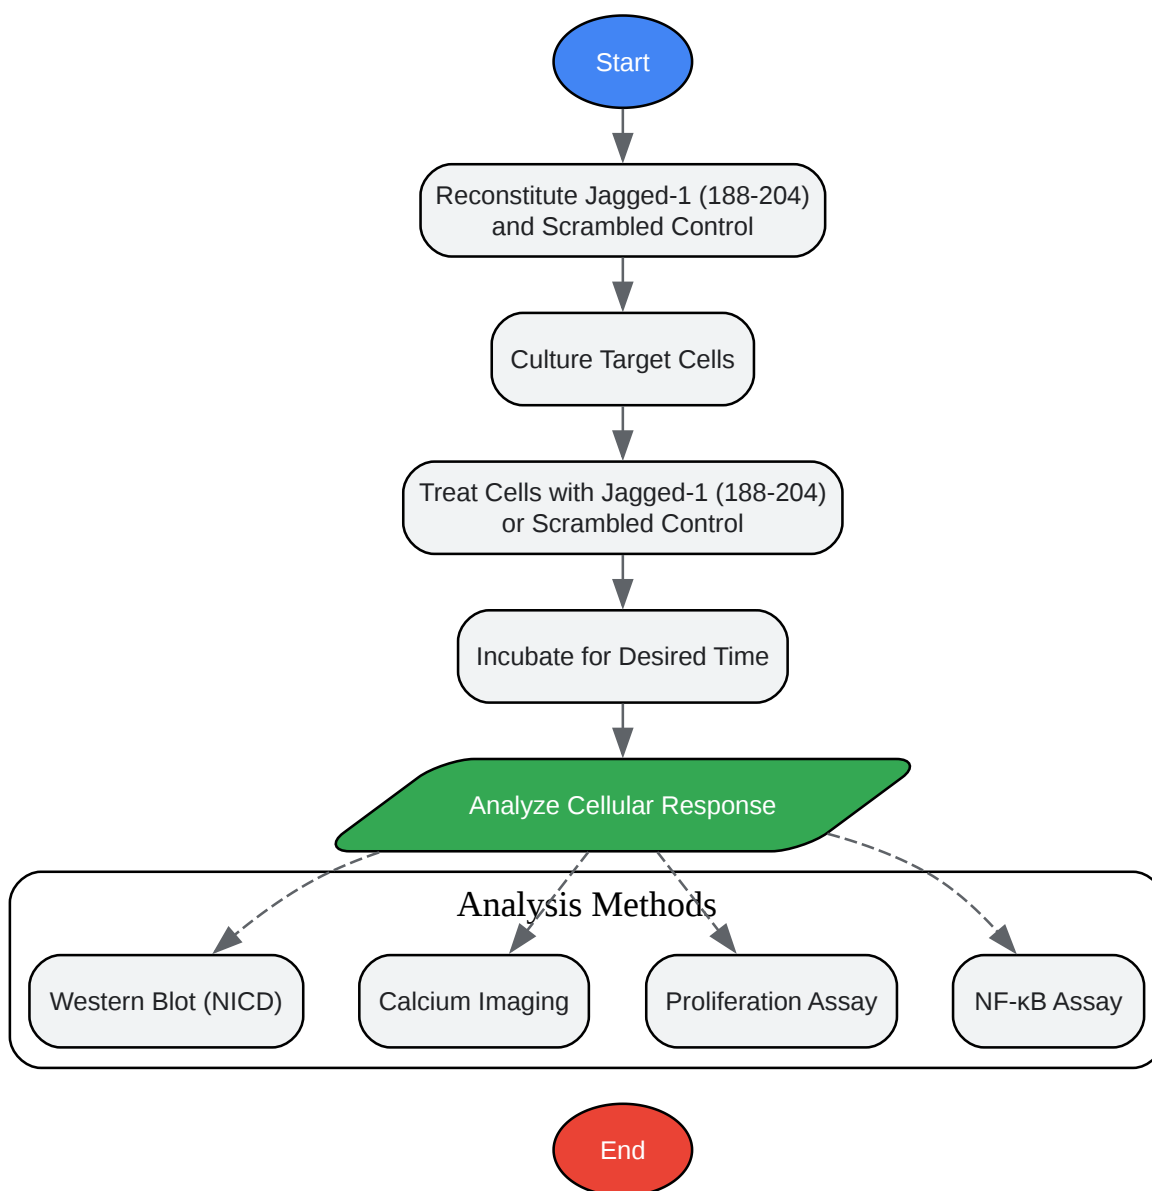 Start
Reconstitute Jagged-1 (188-204)
and Scrambled Control
Culture Target Cells
Treat Cells with Jagged-1 (188-204)
or Scrambled Control
Incubate for Desired Time
Analyze Cellular Response
Analysis Methods
Western Blot (NICD)
Calcium Imaging
Proliferation Assay
NF-κB Assay
End